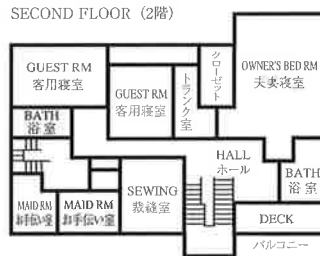 SECOND FLOOR (2階)
GUEST RM
客用寝室
GUEST RM
客用寝室
トランク室
クローゼット
OWNER'S BED RM
夫妻寝室
BATH
浴室
HALL
ホール
BATH
浴室
MAID RM
お手伝い室
MAID RM
お手伝い室
SEWING
裁縫室
DECK
バルコニー